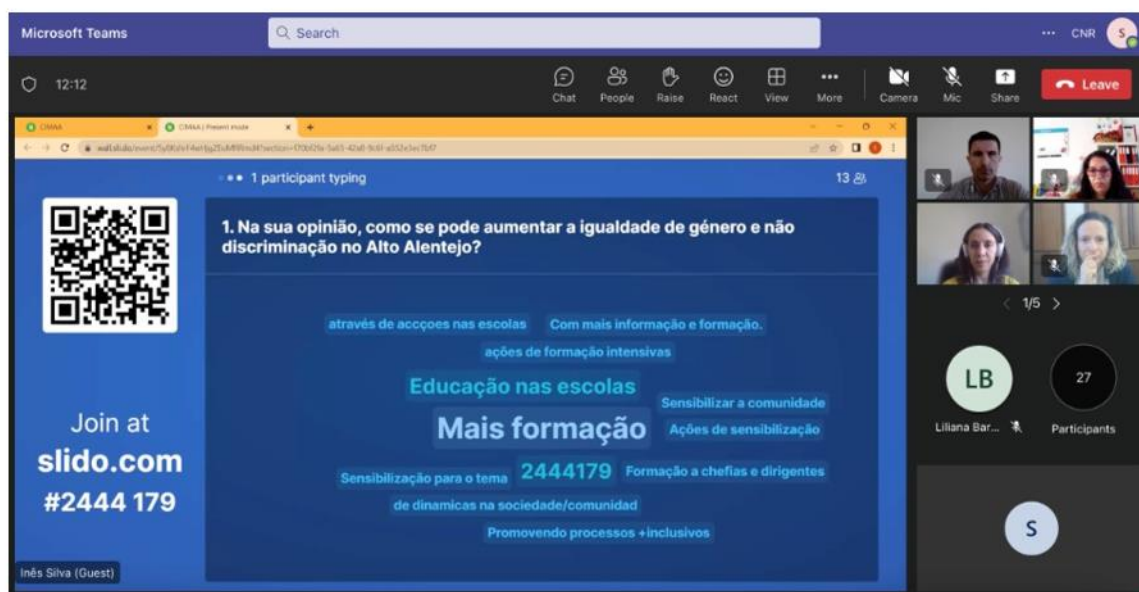 Microsoft Teams
Search
CNR
S
12:12
Chat
People
Raise
React
View
More
Camera
Mic
Share
Leave
CIMAA
CIMAA | Present mode
1 participant typing
13
1. Na sua opinião, como se pode aumentar a igualdade de género e não
discriminação no Alto Alentejo?
através de accçoes nas escolas
Com mais informação e formação.
ações de formação intensivas
Educação nas escolas
Sensibilizar a comunidade
Mais formação
Ações de sensibilização
Sensibilização para o tema
2444179
Formação a chefias e dirigentes
de dinamicas na sociedade/comunidad
Promovendo processos +inclusivos
Join at
slido.com
#2444 179
Inês Silva (Guest)
1/5
LB
Liliana Bar...
27
Participants
S